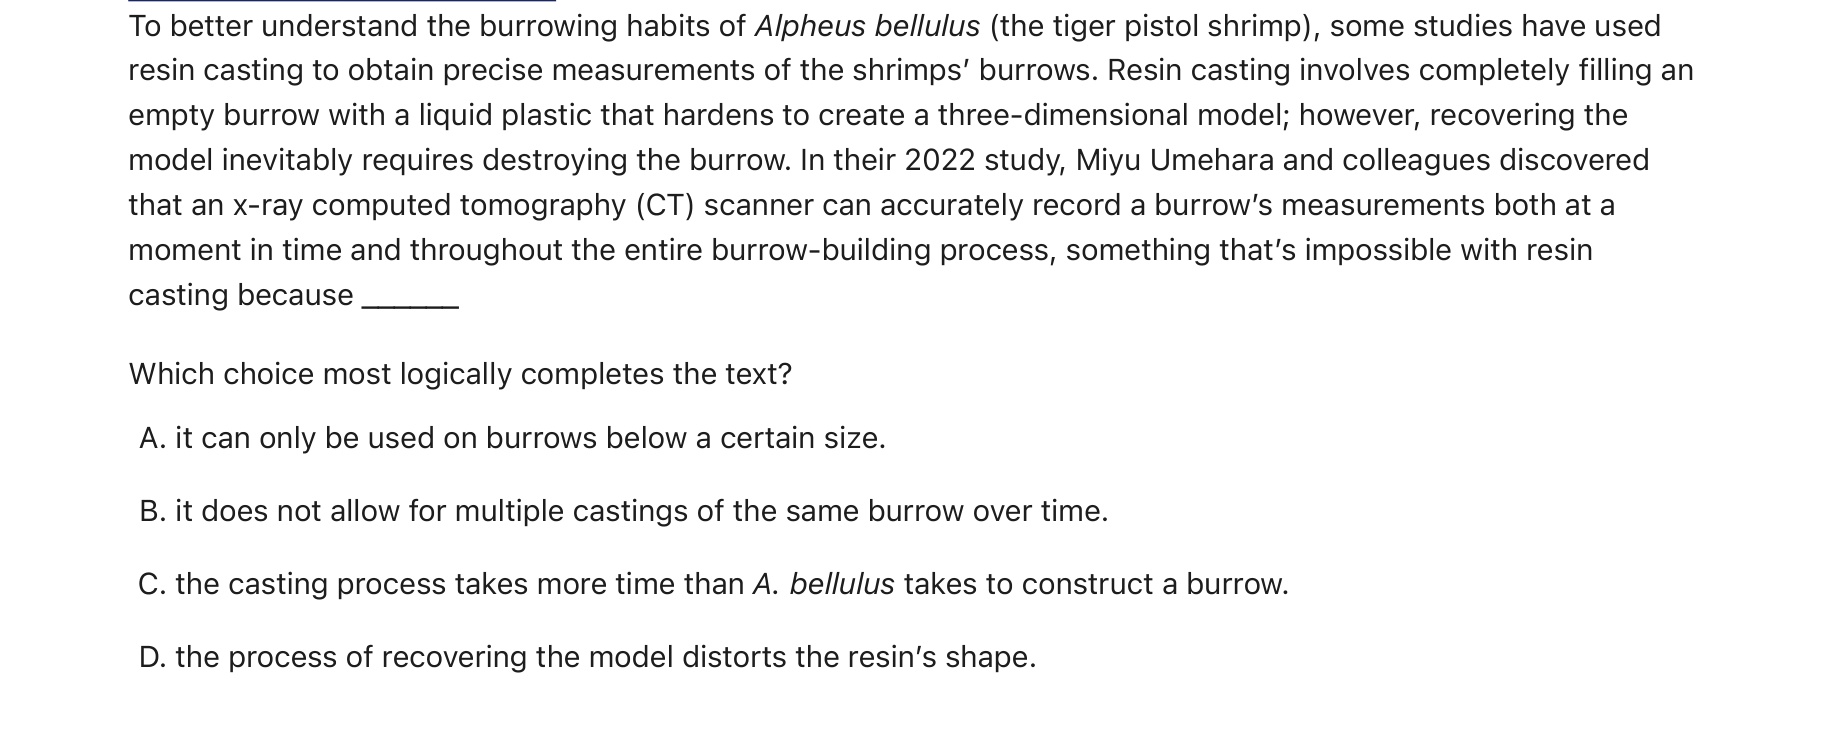 To better understand the burrowing habits of Alpheus bellulus (the tiger pistol shrimp), some studies have used
resin casting to obtain precise measurements of the shrimps’ burrows. Resin casting involves completely filling an
empty burrow with a liquid plastic that hardens to create a three-dimensional model; however, recovering the
model inevitably requires destroying the burrow. In their 2022 study, Miyu Umehara and colleagues discovered
that an x-ray computed tomography (CT) scanner can accurately record a burrow’s measurements both at a
moment in time and throughout the entire burrow-building process, something that’s impossible with resin
casting because ______
Which choice most logically completes the text?
A. it can only be used on burrows below a certain size.
B. it does not allow for multiple castings of the same burrow over time.
C. the casting process takes more time than A. bellulus takes to construct a burrow.
D. the process of recovering the model distorts the resin’s shape.